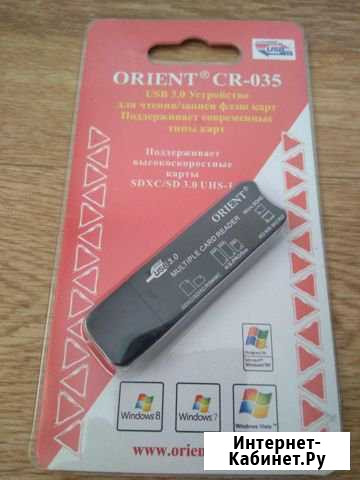 ORIENT® CR-035
USB 3.0 Устройство
для чтения/записи флэш карт
Поддерживает современные
типы карт
Поддерживает
высокоскоростные
карты
SDXC/SD 3.0 UHS-I
ORIENT®
MULTIPLE CARD READER
USB 3.0
Windows 8
Windows 7
Windows Vista™
www.orien
Интернет-
Кабинет.Ру